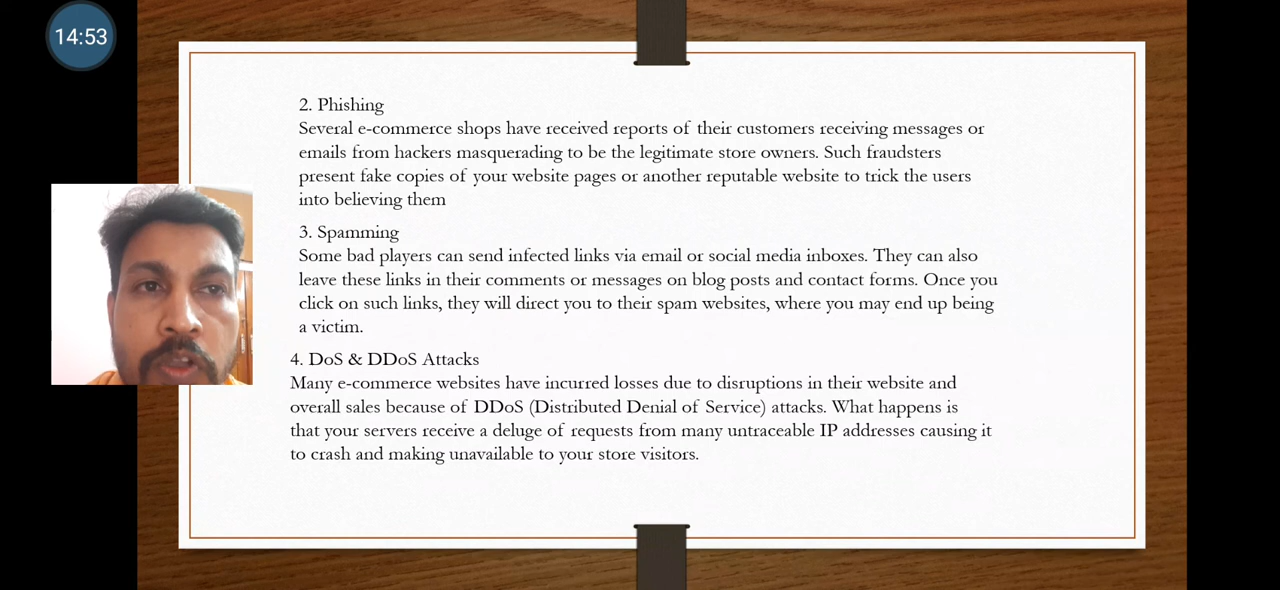 14:53
2. Phishing
Several e-commerce shops have received reports of their customers receiving messages or
emails from hackers masquerading to be the legitimate store owners. Such fraudsters
present fake copies of your website pages or another reputable website to trick the users
into believing them
3. Spamming
Some bad players can send infected links via email or social media inboxes. They can also
leave these links in their comments or messages on blog posts and contact forms. Once you
click on such links, they will direct you to their spam websites, where you may end up being
a victim.
4. DoS & DDoS Attacks
Many e-commerce websites have incurred losses due to disruptions in their website and
overall sales because of DDoS (Distributed Denial of Service) attacks. What happens is
that your servers receive a deluge of requests from many untraceable IP addresses causing it
to crash and making unavailable to your store visitors.